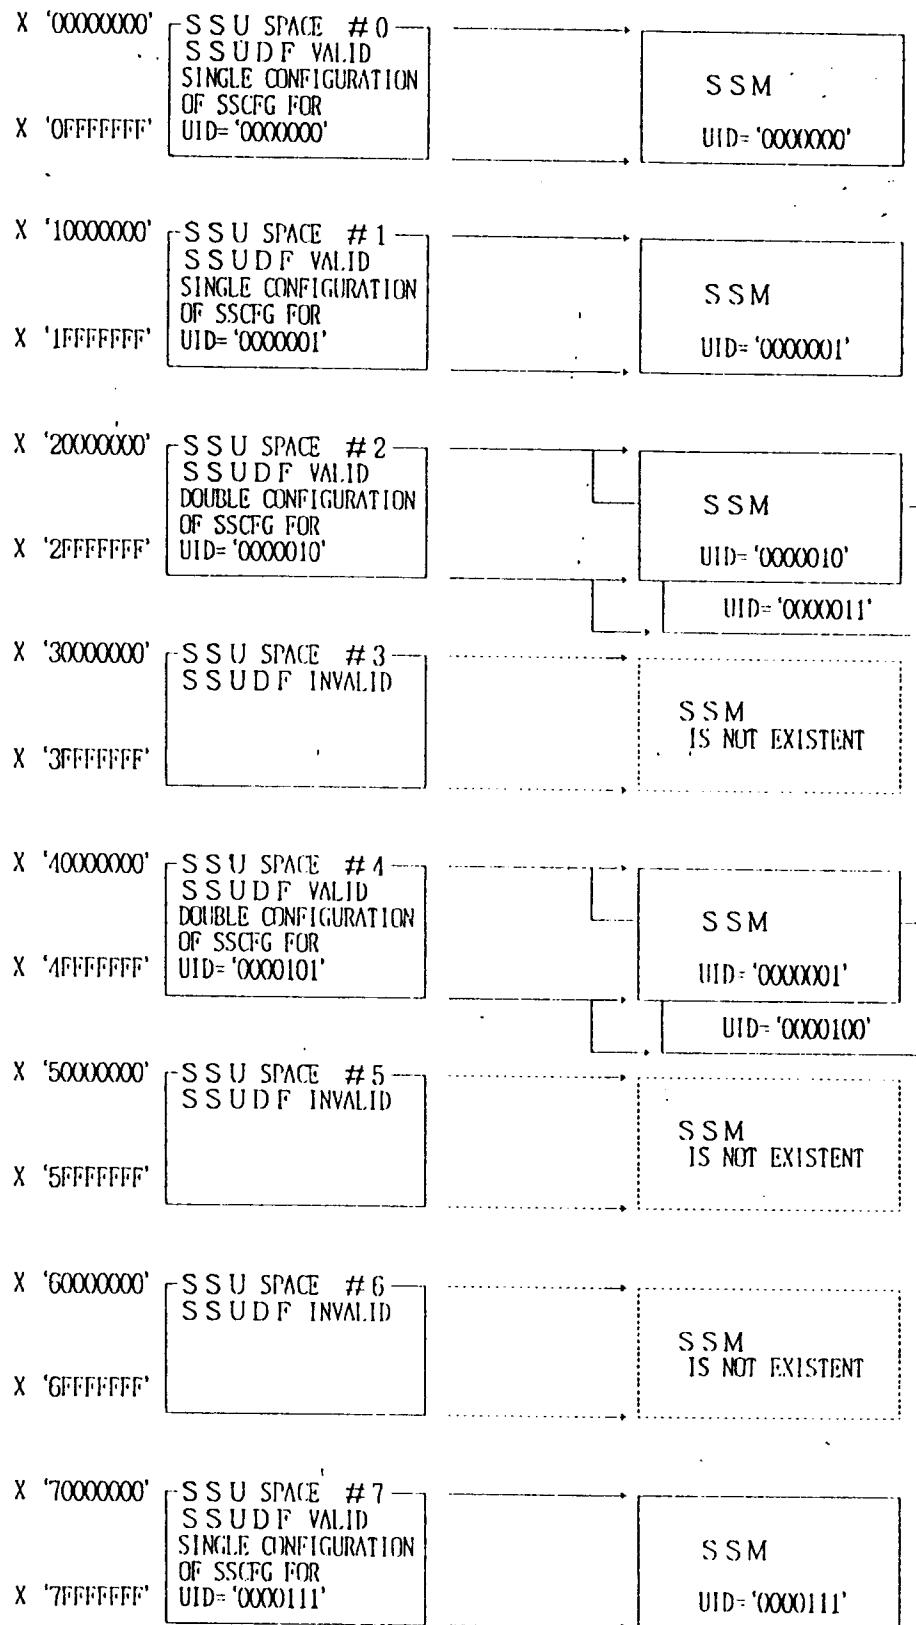 X '00000000' SSU SPACE #0
SSUDF VALID
SINGLE CONFIGURATION
OF SSCFG FOR
X '0FFFFFFF' UID='0000000'
SSM
UID='0000000'
X '10000000' SSU SPACE #1
SSUDF VALID
SINGLE CONFIGURATION
OF SSCFG FOR
X '1FFFFFFF' UID='0000001'
SSM
UID='0000001'
X '20000000' SSU SPACE #2
SSUDF VALID
DOUBLE CONFIGURATION
OF SSCFG FOR
X '2FFFFFFF' UID='0000010'
SSM
UID='0000010'
UID='0000011'
X '30000000' SSU SPACE #3
SSUDF INVALID
X '3FFFFFFF'
SSM
IS NOT EXISTENT
X '40000000' SSU SPACE #4
SSUDF VALID
DOUBLE CONFIGURATION
OF SSCFG FOR
X '4FFFFFFF' UID='0000101'
SSM
UID='0000001'
UID='0000100'
X '50000000' SSU SPACE #5
SSUDF INVALID
X '5FFFFFFF'
SSM
IS NOT EXISTENT
X '60000000' SSU SPACE #6
SSUDF INVALID
X '6FFFFFFF'
SSM
IS NOT EXISTENT
X '70000000' SSU SPACE #7
SSUDF VALID
SINGLE CONFIGURATION
OF SSCFG FOR
X '7FFFFFFF' UID='0000111'
SSM
UID='0000111'